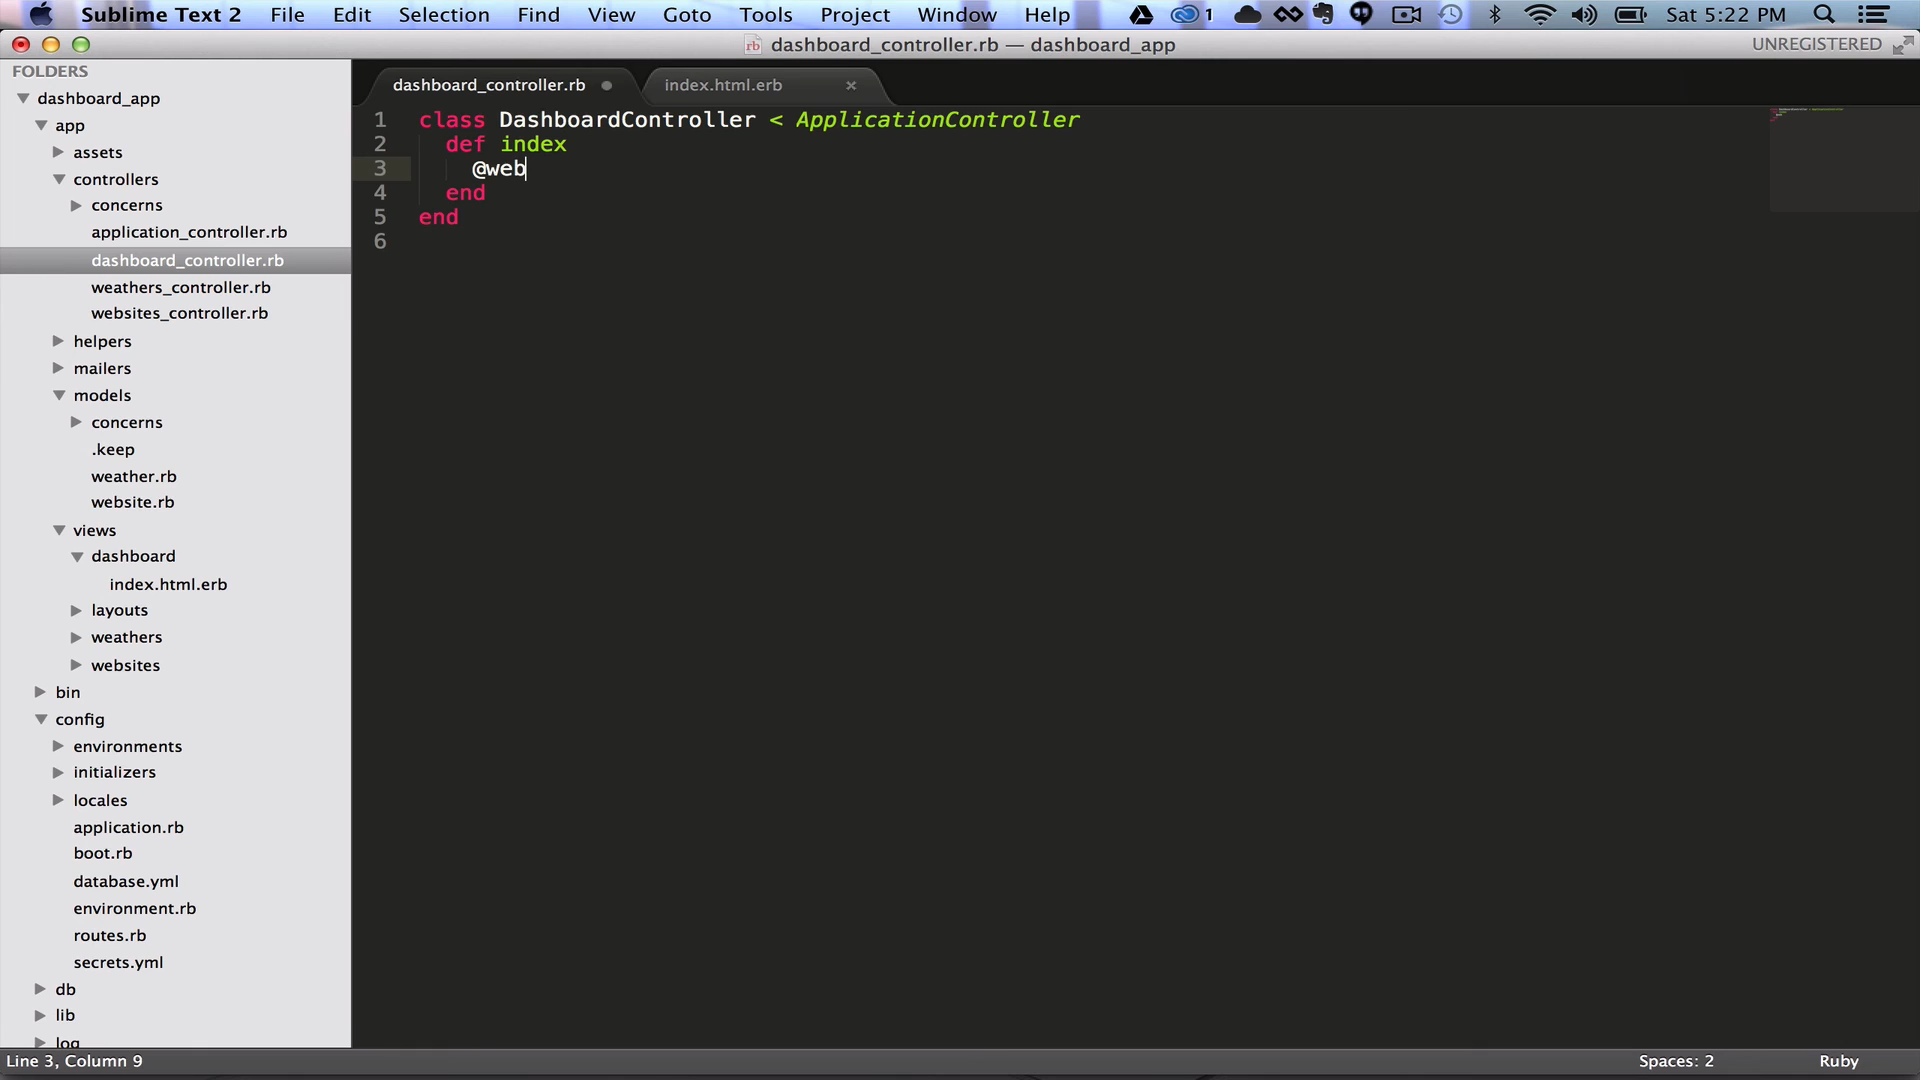 Sublime Text 2 File Edit Selection Find View Goto Tools Project Window Help 1 Sat 5:22 PM
dashboard_controller.rb — dashboard_app UNREGISTERED
FOLDERS
dashboard_app
app
assets
controllers
concerns
application_controller.rb
dashboard_controller.rb
weathers_controller.rb
websites_controller.rb
helpers
mailers
models
concerns
.keep
weather.rb
website.rb
views
dashboard
index.html.erb
layouts
weathers
websites
bin
config
environments
initializers
locales
application.rb
boot.rb
database.yml
environment.rb
routes.rb
secrets.yml
db
lib
log
dashboard_controller.rb index.html.erb
1 class DashboardController < ApplicationController
2 def index
3 @web
4 end
5 end
6
Line 3, Column 9 Spaces: 2 Ruby